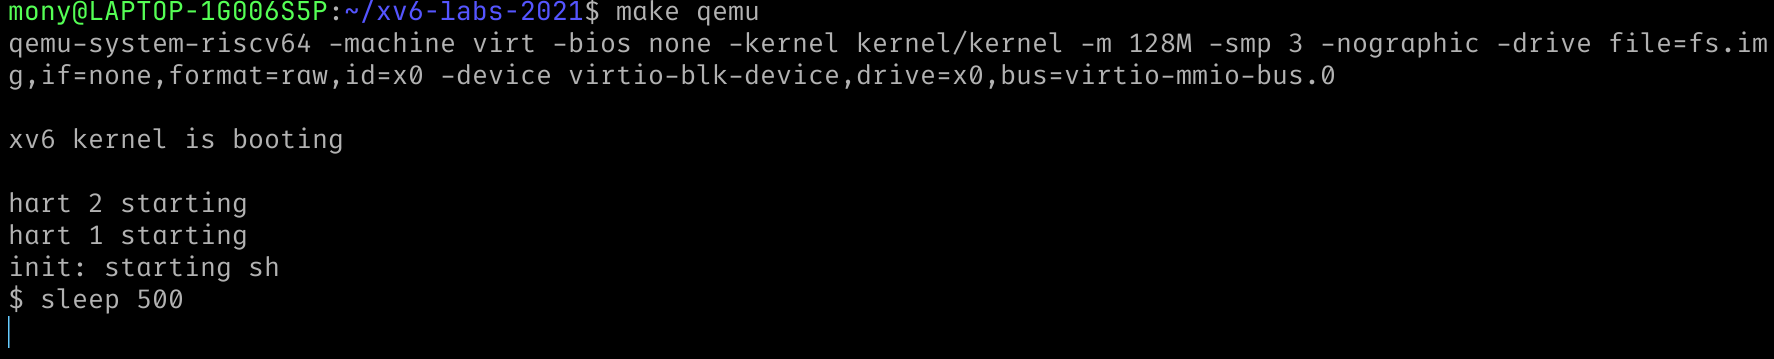 mony@LAPTOP-1G006S5P:~/xv6-labs-2021$ make qemu
qemu-system-riscv64 -machine virt -bios none -kernel kernel/kernel -m 128M -smp 3 -nographic -drive file=fs.im
g,if=none,format=raw,id=x0 -device virtio-blk-device,drive=x0,bus=virtio-mmio-bus.0
xv6 kernel is booting
hart 2 starting
hart 1 starting
init: starting sh
$ sleep 500